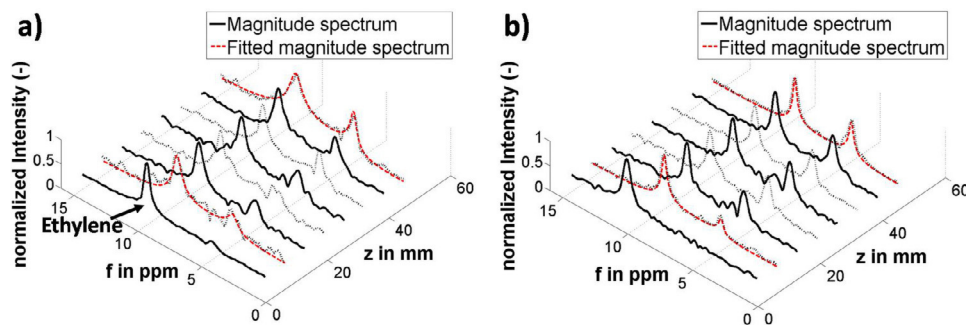 a)
Magnitude spectrum
Fitted magnitude spectrum
normalized Intensity (-)
1
0.5
0
15
10
5
0
0
20
40
60
Ethylene
f in ppm
z in mm
b)
Magnitude spectrum
Fitted magnitude spectrum
normalized Intensity (-)
1
0.5
0
15
10
5
0
0
20
40
60
f in ppm
z in mm